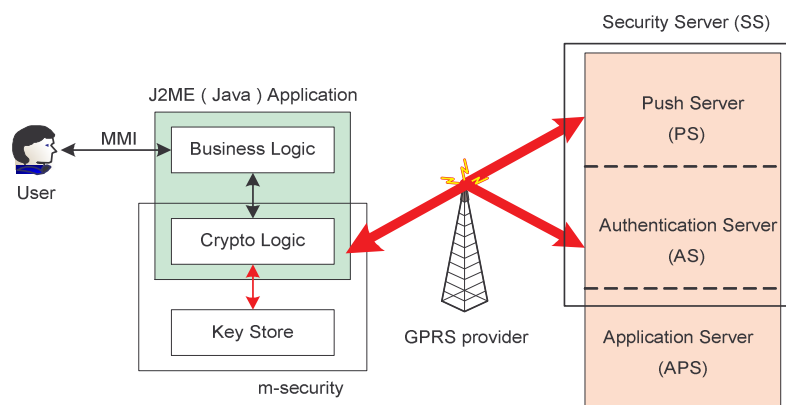 Security Server (SS)
J2ME ( Java ) Application
Push Server
(PS)
MMI
Business Logic
User
Authentication Server
(AS)
Crypto Logic
Key Store
GPRS provider
Application Server
(APS)
m-security